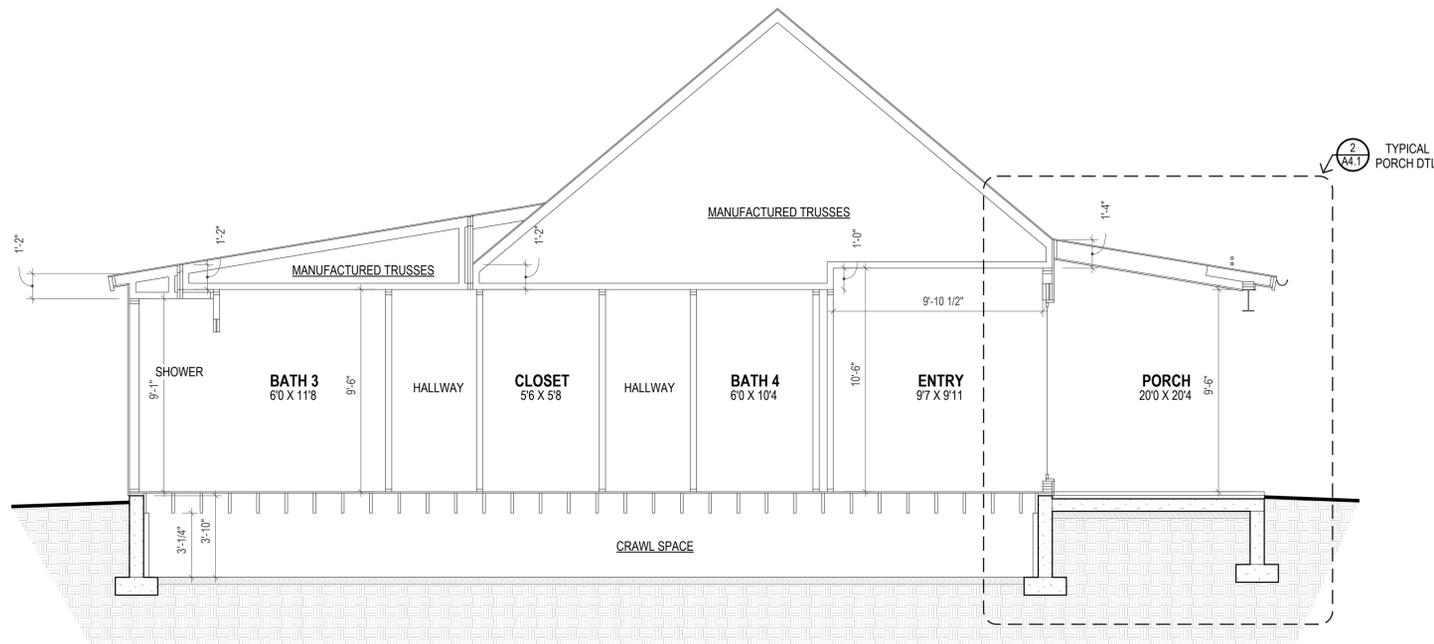 2
A4.1
TYPICAL
PORCH DTL
MANUFACTURED TRUSSES
1'-4"
1'-2"
1'-2"
1'-2"
1'-0"
MANUFACTURED TRUSSES
9'-10 1/2"
SHOWER
9'-1"
BATH 3
6'0 X 11'8
9'-6"
HALLWAY
CLOSET
5'6 X 5'8
HALLWAY
BATH 4
6'0 X 10'4
10'-6"
ENTRY
9'7 X 9'11
PORCH
20'0 X 20'4
9'-6"
3'-1/4"
3'-10"
CRAWL SPACE